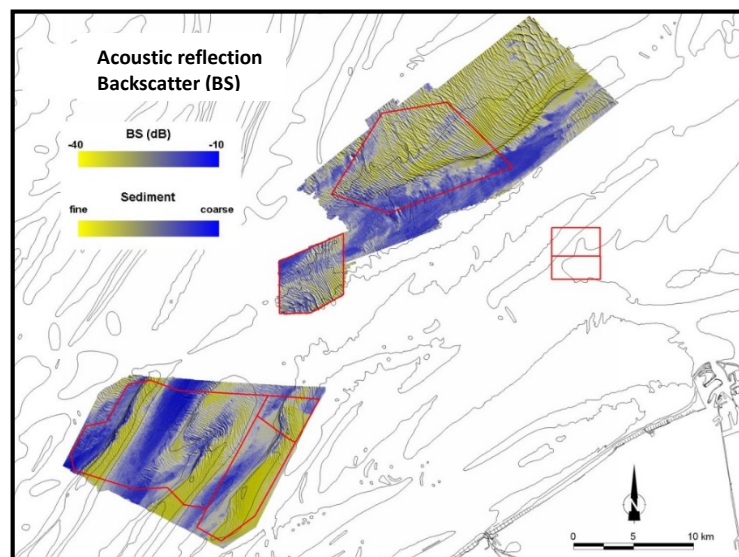 Acoustic reflection
Backscatter (BS)
BS (dB)
-40 -10
Sediment
fine coarse
N
0 5 10 km